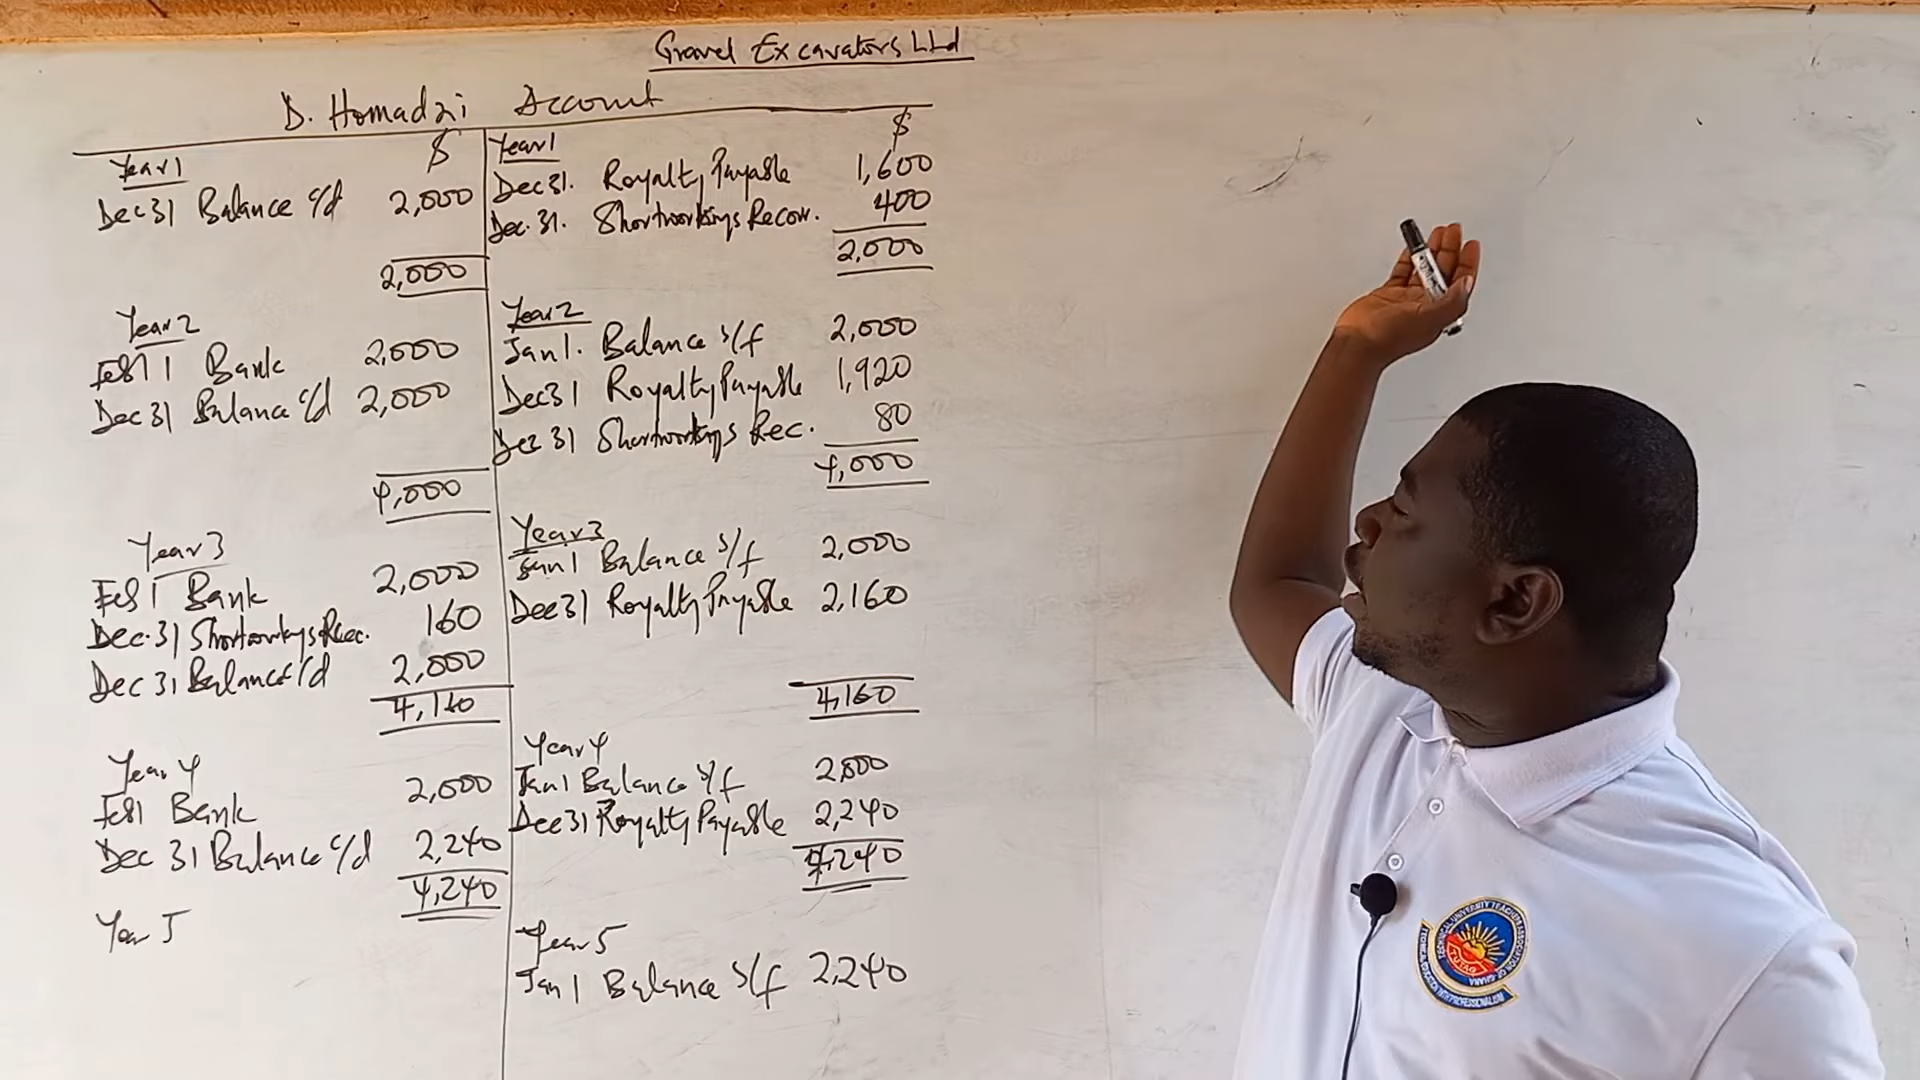 Gravel Excavators Ltd
D. Homadzi Account
Year 1 $
Dec 31 Balance c/d 2,000
2,000
Year 2
Feb 1 Bank 2,000
Dec 31 Balance c/d 2,000
4,000
Year 3
Feb 1 Bank 2,000
Dec. 31 Shortworkings Rec. 160
Dec 31 Balance c/d 2,000
4,160
Year 4
Feb 1 Bank 2,000
Dec 31 Balance c/d 2,240
4,240
Year 5
Year 1 $
Dec 31. Royalty Payable 1,600
Dec. 31. Shortworkings Recov. 400
2,000
Year 2
Jan 1. Balance b/f 2,000
Dec 31 Royalty Payable 1,920
Dec 31 Shortworkings Rec. 80
4,000
Year 3
Jan 1 Balance b/f 2,000
Dec 31 Royalty Payable 2,160
4,160
Year 4
Jan 1 Balance b/f 2,000
Dec 31 Royalty Payable 2,240
4,240
Year 5
Jan 1 Balance b/f 2,240
TUTAG